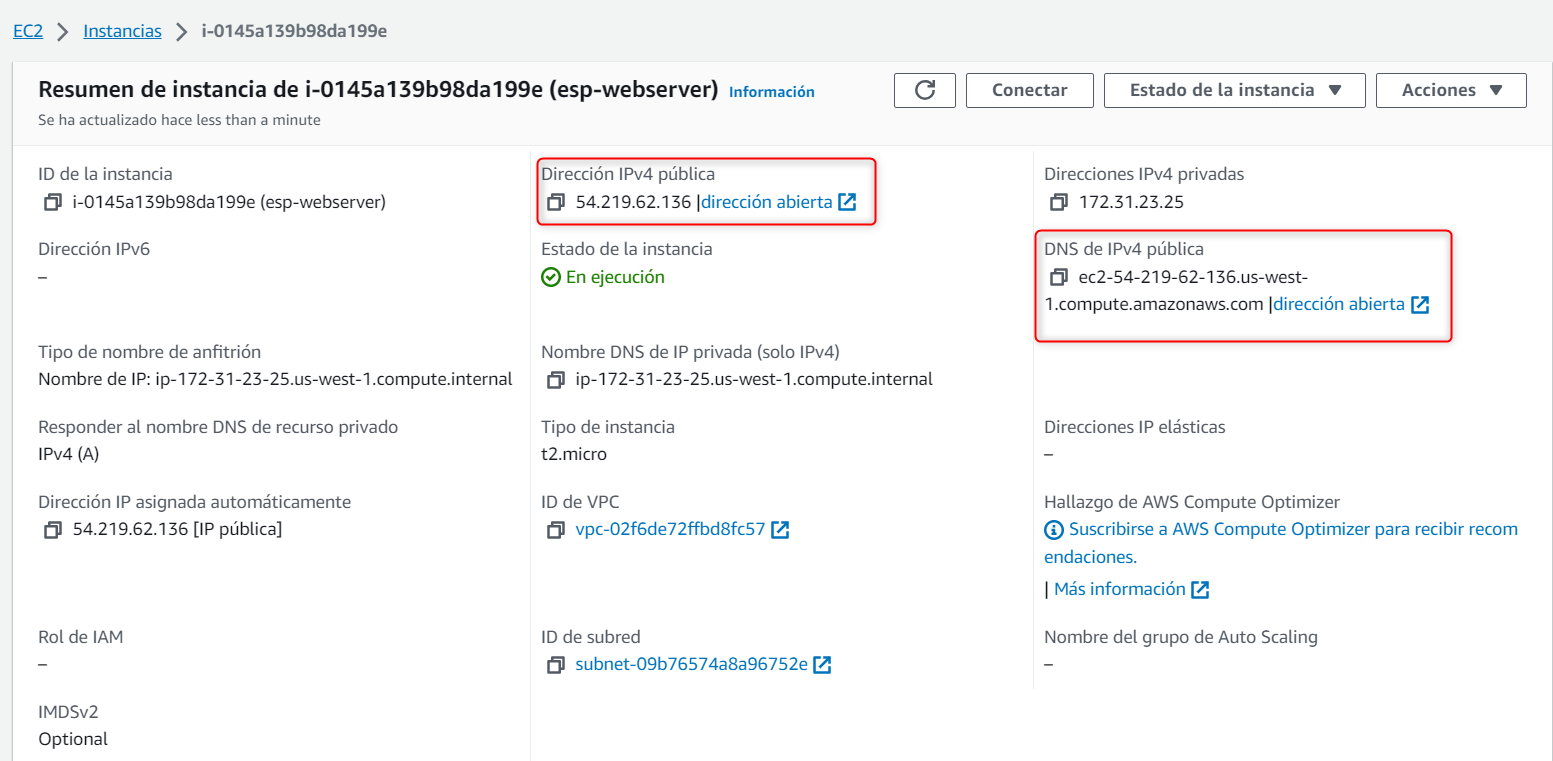 EC2 > Instancias > i-0145a139b98da199e
Resumen de instancia de i-0145a139b98da199e (esp-webserver) Información
Conectar
Estado de la instancia
Acciones
Se ha actualizado hace less than a minute
ID de la instancia
i-0145a139b98da199e (esp-webserver)
Dirección IPv4 pública
54.219.62.136 |dirección abierta
Direcciones IPv4 privadas
172.31.23.25
Dirección IPv6
–
Estado de la instancia
En ejecución
DNS de IPv4 pública
ec2-54-219-62-136.us-west-
1.compute.amazonaws.com |dirección abierta
Tipo de nombre de anfitrión
Nombre de IP: ip-172-31-23-25.us-west-1.compute.internal
Nombre DNS de IP privada (solo IPv4)
ip-172-31-23-25.us-west-1.compute.internal
Responder al nombre DNS de recurso privado
IPv4 (A)
Tipo de instancia
t2.micro
Direcciones IP elásticas
–
Dirección IP asignada automáticamente
54.219.62.136 [IP pública]
ID de VPC
vpc-02f6de72ffbd8fc57
Hallazgo de AWS Compute Optimizer
Suscribirse a AWS Compute Optimizer para recibir recom
endaciones.
| Más información
Rol de IAM
–
ID de subred
subnet-09b76574a8a96752e
Nombre del grupo de Auto Scaling
–
IMDSv2
Optional